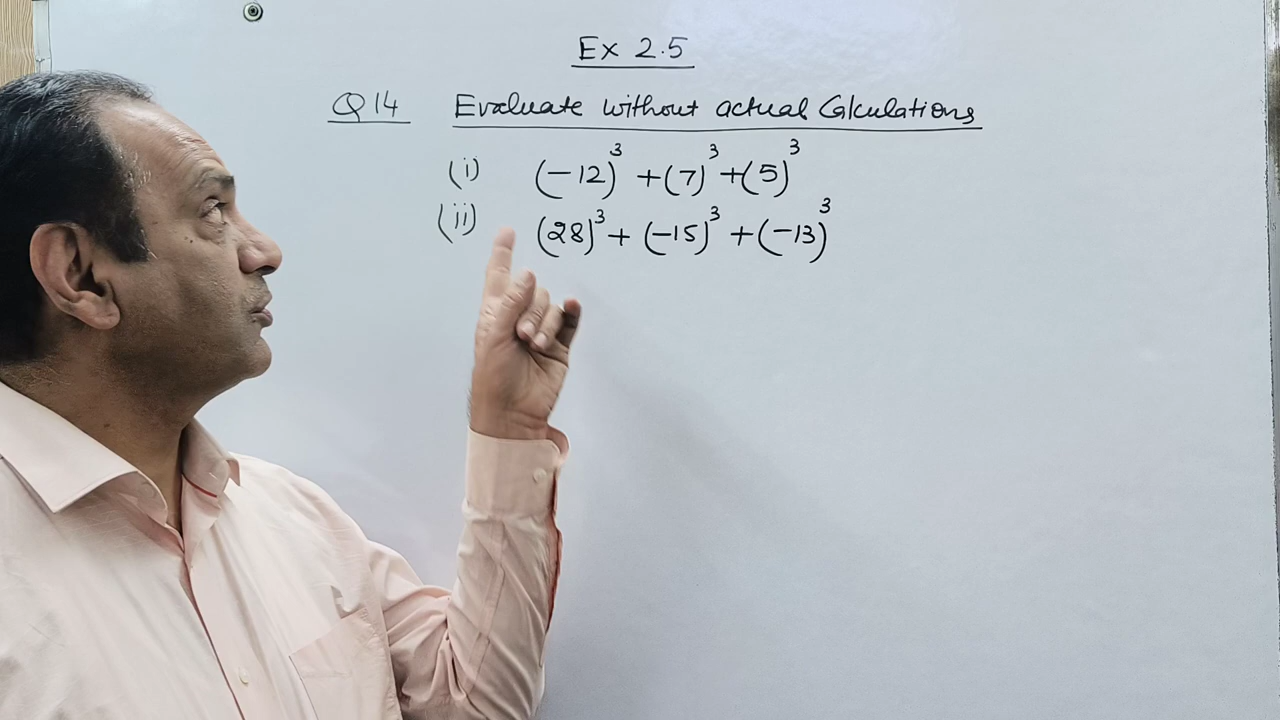 Ex 2.5
Q 14 Evaluate without actual Calculations
(i) (-12)³ + (7)³ + (5)³
(ii) (28)³ + (-15)³ + (-13)³